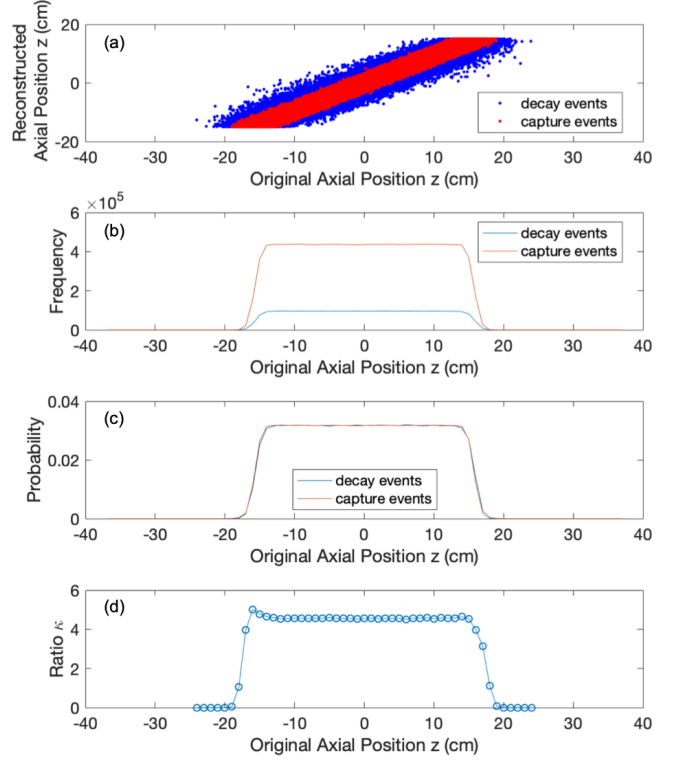 (a)
Reconstructed
Axial Position z (cm)
20
0
-20
decay events
capture events
-40 -30 -20 -10 0 10 20 30 40
Original Axial Position z (cm)
×10⁵
(b)
Frequency
6
4
2
0
decay events
capture events
-40 -30 -20 -10 0 10 20 30 40
Original Axial Position z (cm)
(c)
Probability
0.04
0.02
0
decay events
capture events
-40 -30 -20 -10 0 10 20 30 40
Original Axial Position z (cm)
(d)
Ratio κ
6
4
2
0
-40 -30 -20 -10 0 10 20 30 40
Original Axial Position z (cm)